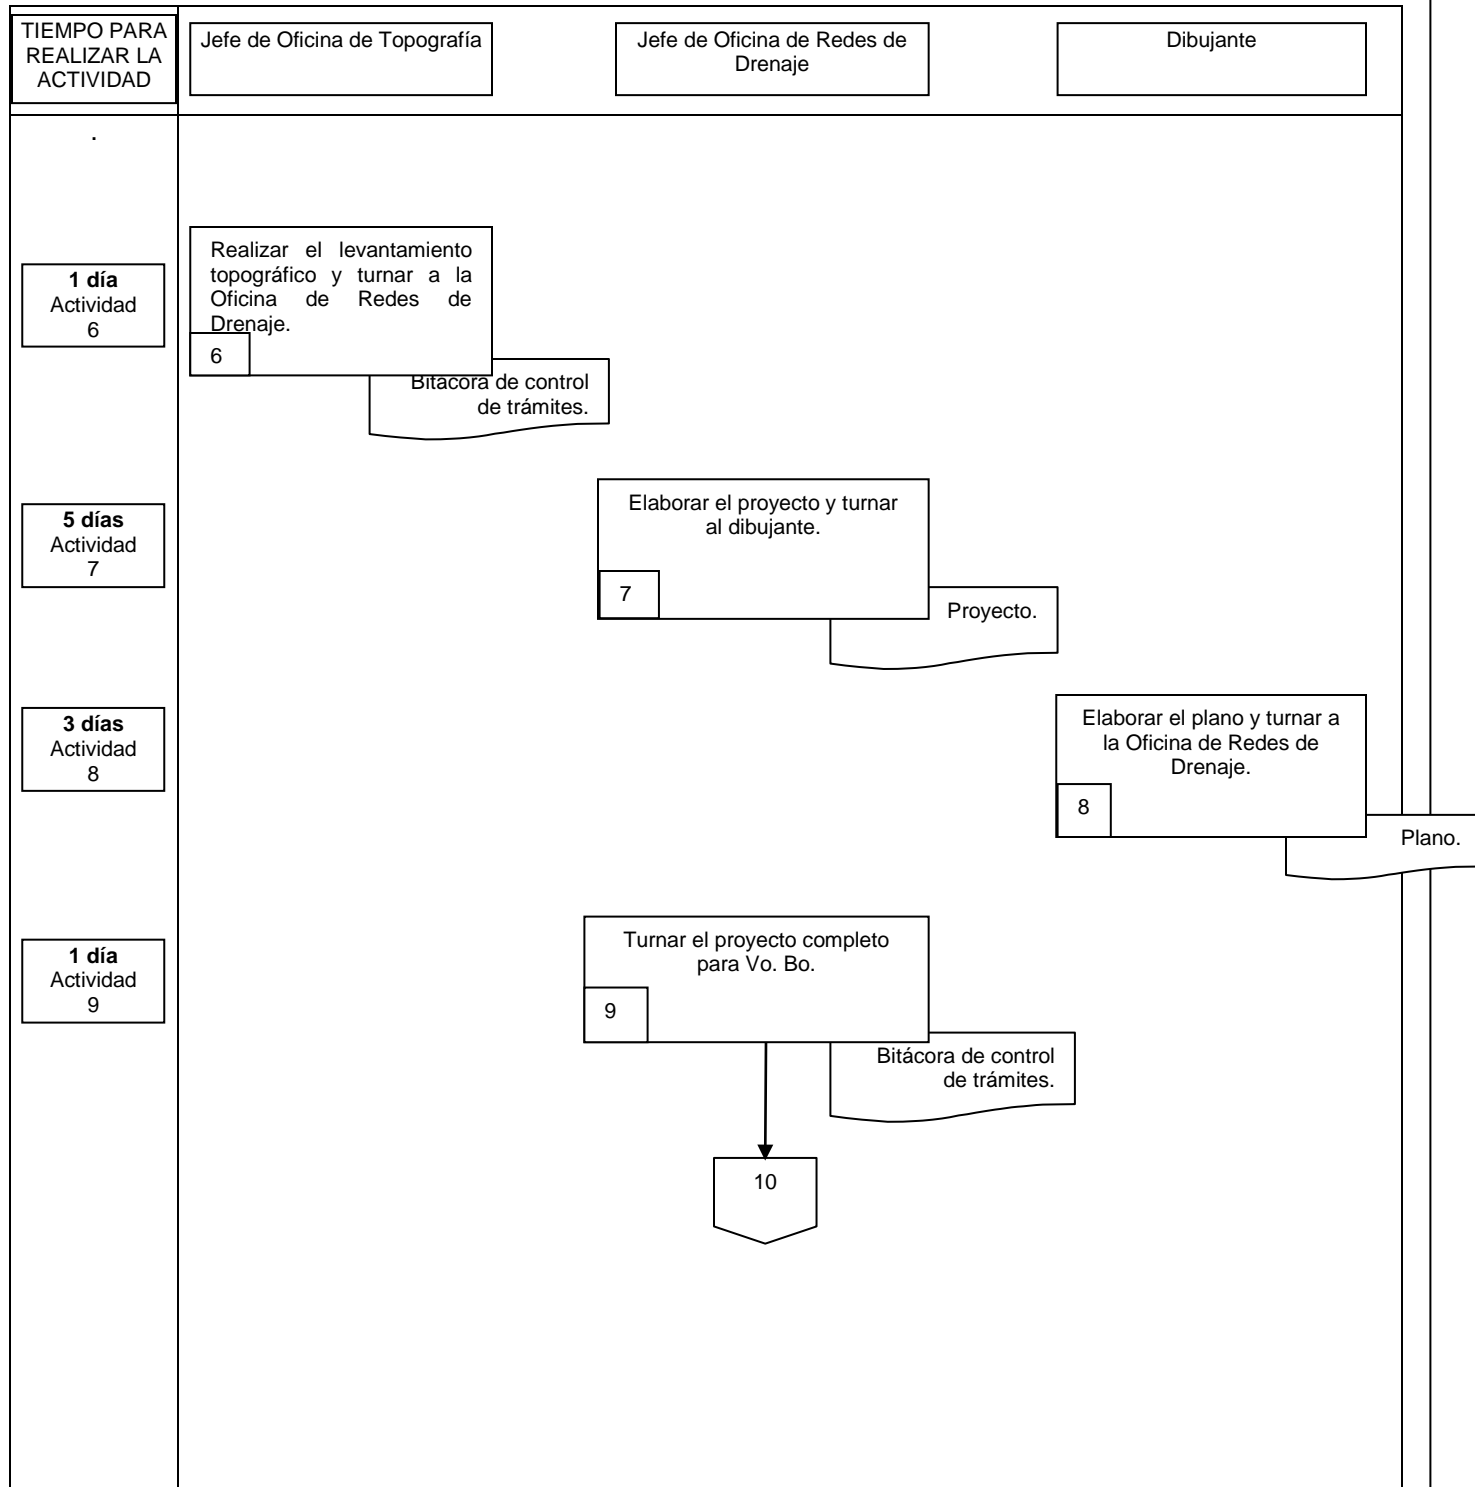 TIEMPO PARA
REALIZAR LA
ACTIVIDAD
Jefe de Oficina de Topografía
Jefe de Oficina de Redes de
Drenaje
Dibujante
.
1 día
Actividad
6
Realizar el levantamiento
topográfico y turnar a la
Oficina de Redes de
Drenaje.
6
Bitácora de control
de trámites.
5 días
Actividad
7
Elaborar el proyecto y turnar
al dibujante.
7
Proyecto.
3 días
Actividad
8
Elaborar el plano y turnar a
la Oficina de Redes de
Drenaje.
8
Plano.
1 día
Actividad
9
Turnar el proyecto completo
para Vo. Bo.
9
Bitácora de control
de trámites.
10